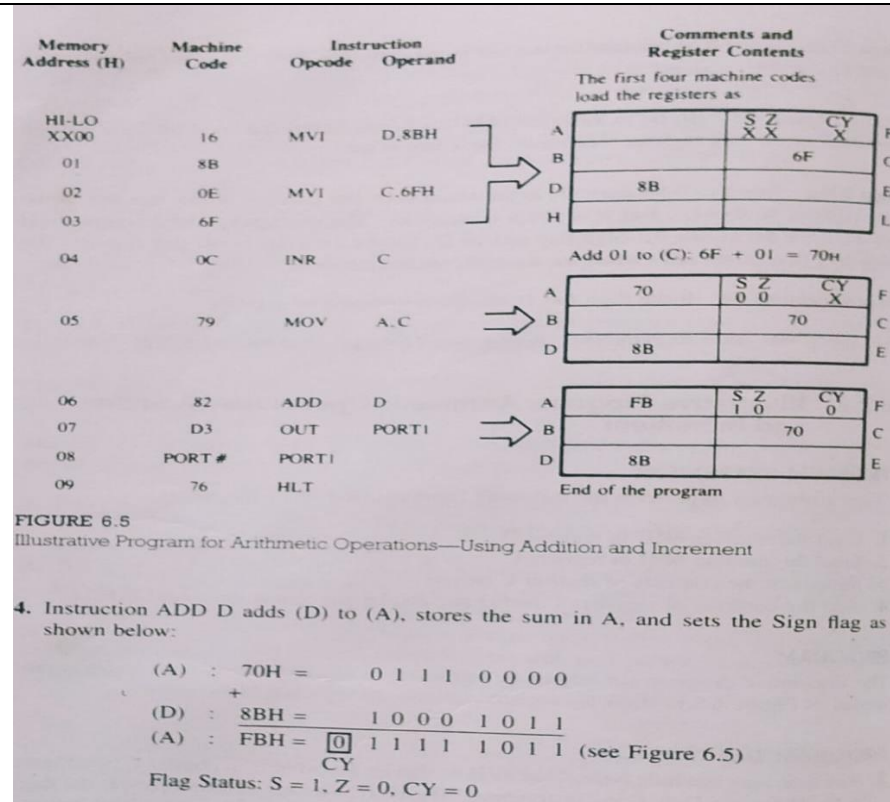 Memory Machine Instruction Comments and
Address (H) Code Opcode Operand Register Contents
The first four machine codes
load the registers as
HI-LO
XX00 16 MVI D,8BH
01 8B
02 0E MVI C,6FH
03 6F
A S Z CY F
X X X
B 6F C
D 8B E
H L
04 0C INR C Add 01 to (C): 6F + 01 = 70H
A 70 S Z CY F
0 0 X
05 79 MOV A,C B 70 C
D 8B E
06 82 ADD D FB S Z CY F
1 0 0
07 D3 OUT PORT1 B 70 C
08 PORT # PORT1 D 8B E
09 76 HLT End of the program
FIGURE 6.5
Illustrative Program for Arithmetic Operations—Using Addition and Increment
4. Instruction ADD D adds (D) to (A), stores the sum in A, and sets the Sign flag as
shown below:
(A) : 70H = 0 1 1 1 0 0 0 0
+
(D) : 8BH = 1 0 0 0 1 0 1 1
(A) : FBH = 0 1 1 1 1 1 0 1 1 (see Figure 6.5)
CY
Flag Status: S = 1, Z = 0, CY = 0